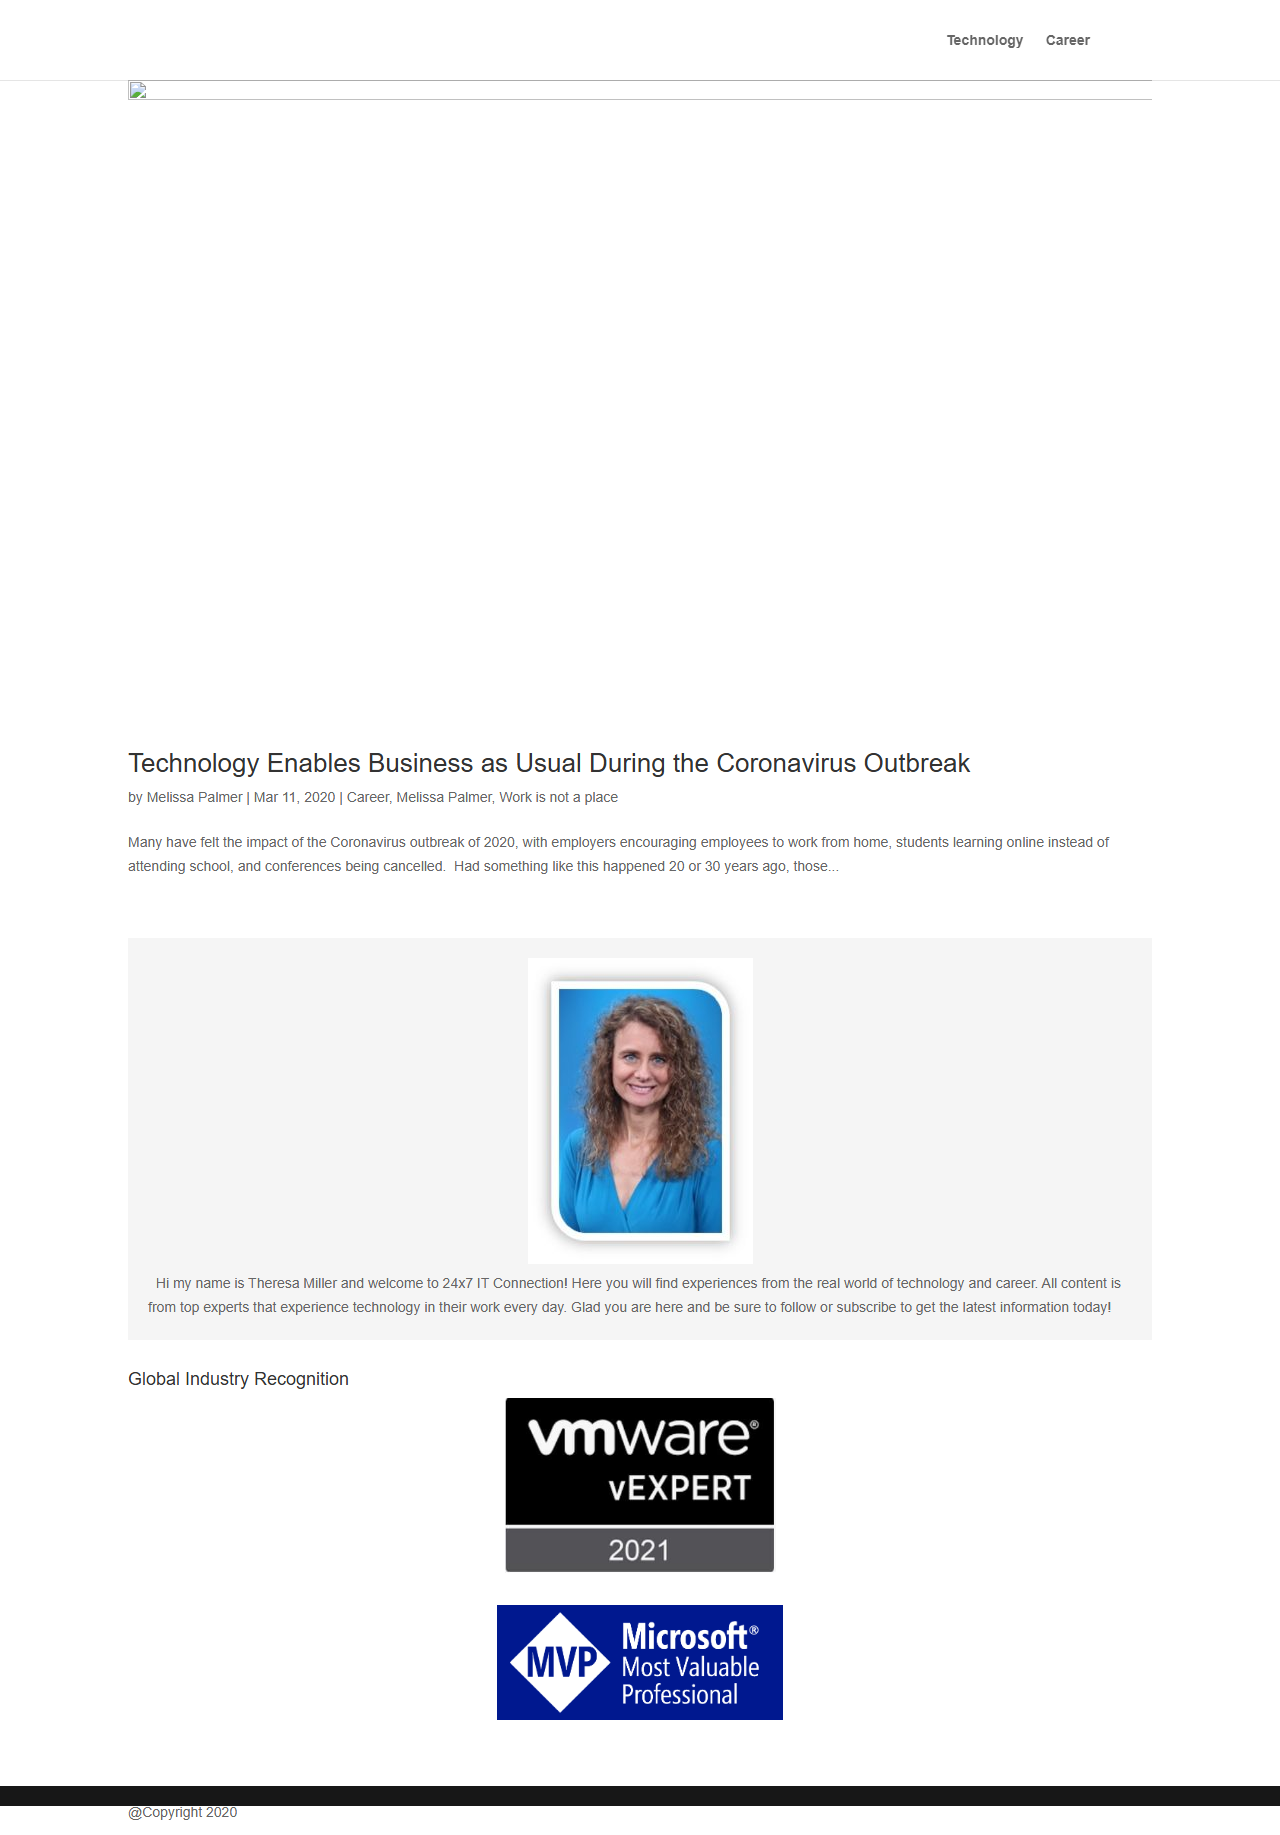 Technology Career
Technology Enables Business as Usual During the Coronavirus Outbreak
by Melissa Palmer | Mar 11, 2020 | Career, Melissa Palmer, Work is not a place
Many have felt the impact of the Coronavirus outbreak of 2020, with employers encouraging employees to work from home, students learning online instead of
attending school, and conferences being cancelled.  Had something like this happened 20 or 30 years ago, those...
Hi my name is Theresa Miller and welcome to 24x7 IT Connection! Here you will find experiences from the real world of technology and career. All content is
from top experts that experience technology in their work every day. Glad you are here and be sure to follow or subscribe to get the latest information today!
Global Industry Recognition
vmware®
vEXPERT
2021
MVP
Microsoft®
Most Valuable
Professional
@Copyright 2020